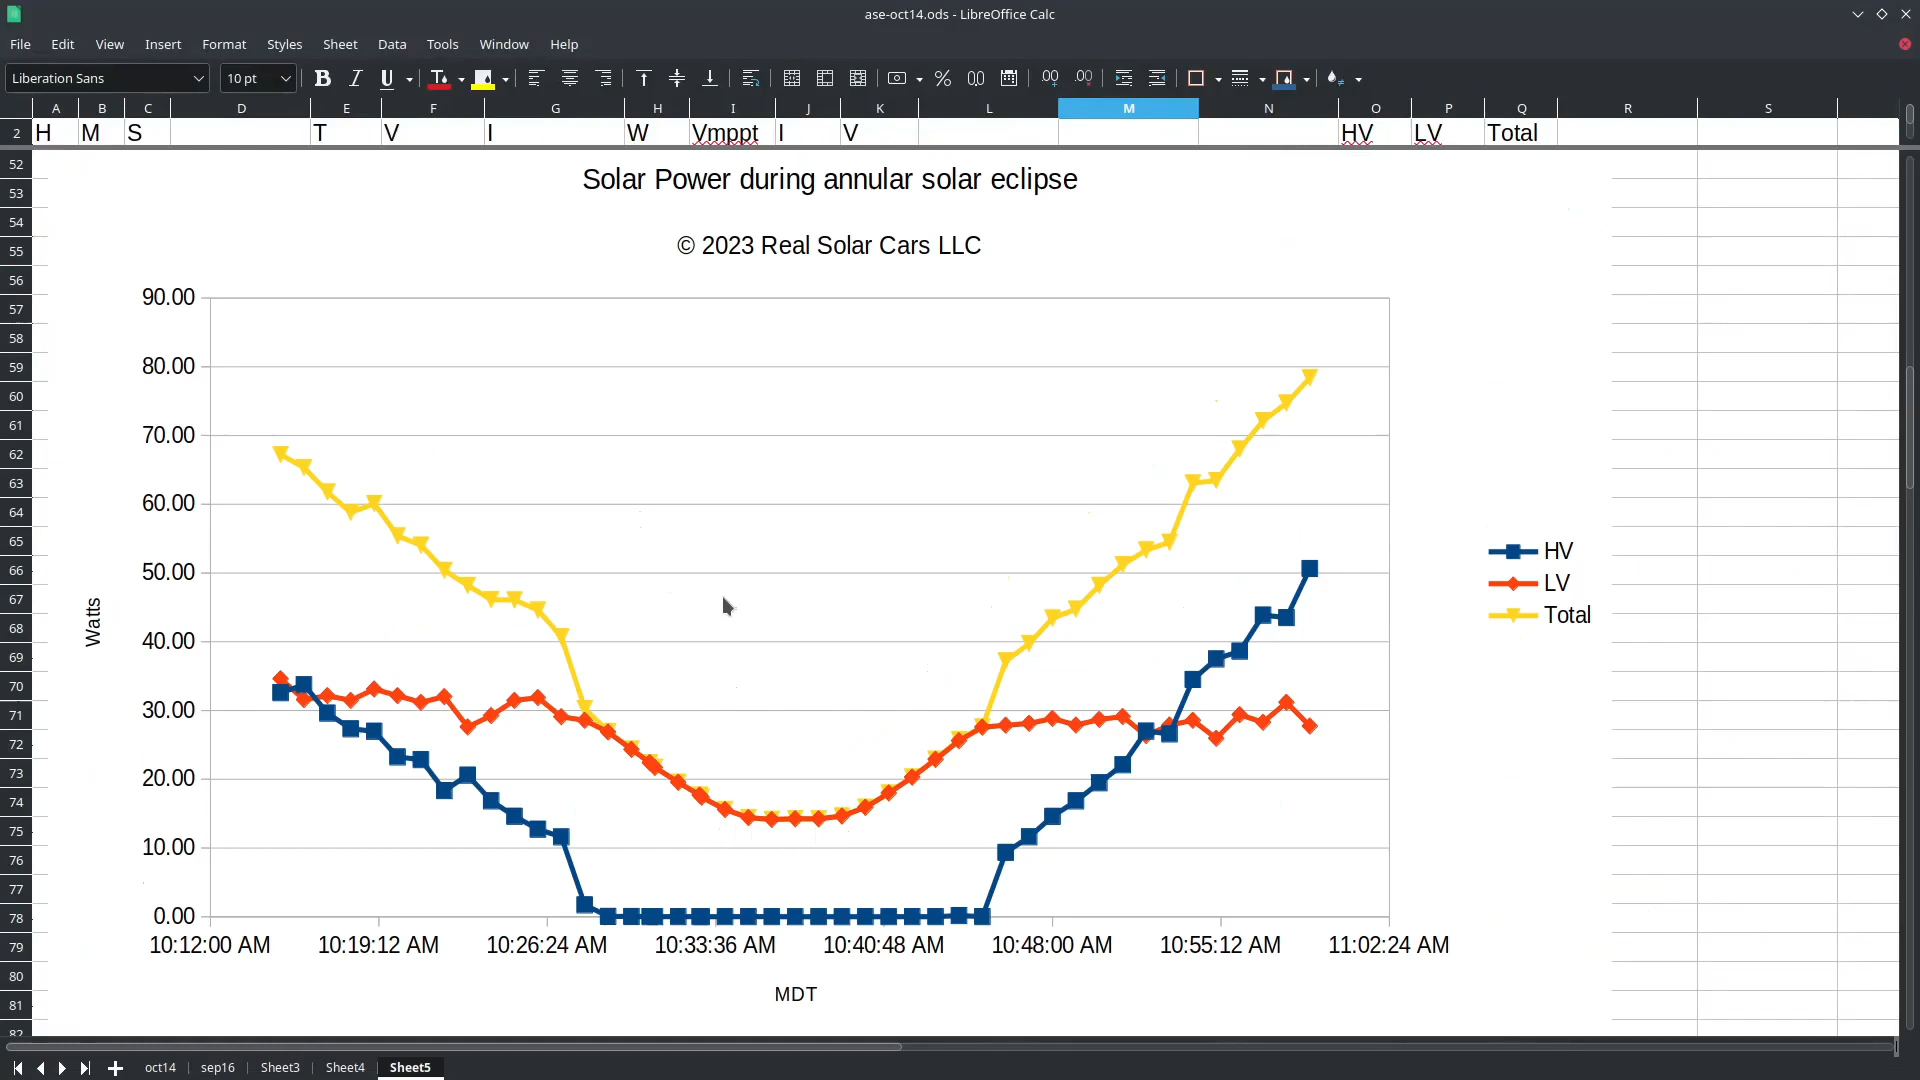 ase-oct14.ods - LibreOffice Calc
File Edit View Insert Format Styles Sheet Data Tools Window Help
Liberation Sans 10 pt
A B C D E F G H I J K L M N O P Q R S
2 H M S T V I W Vmppt I V HV LV Total
52
53
54
55
56
57
58
59
60
61
62
63
64
65
66
67
68
69
70
71
72
73
74
75
76
77
78
79
80
81
82
Solar Power during annular solar eclipse
© 2023 Real Solar Cars LLC
90.00
80.00
70.00
60.00
50.00
40.00
30.00
20.00
10.00
0.00
Watts
10:12:00 AM 10:19:12 AM 10:26:24 AM 10:33:36 AM 10:40:48 AM 10:48:00 AM 10:55:12 AM 11:02:24 AM
MDT
HV
LV
Total
oct14 sep16 Sheet3 Sheet4 Sheet5